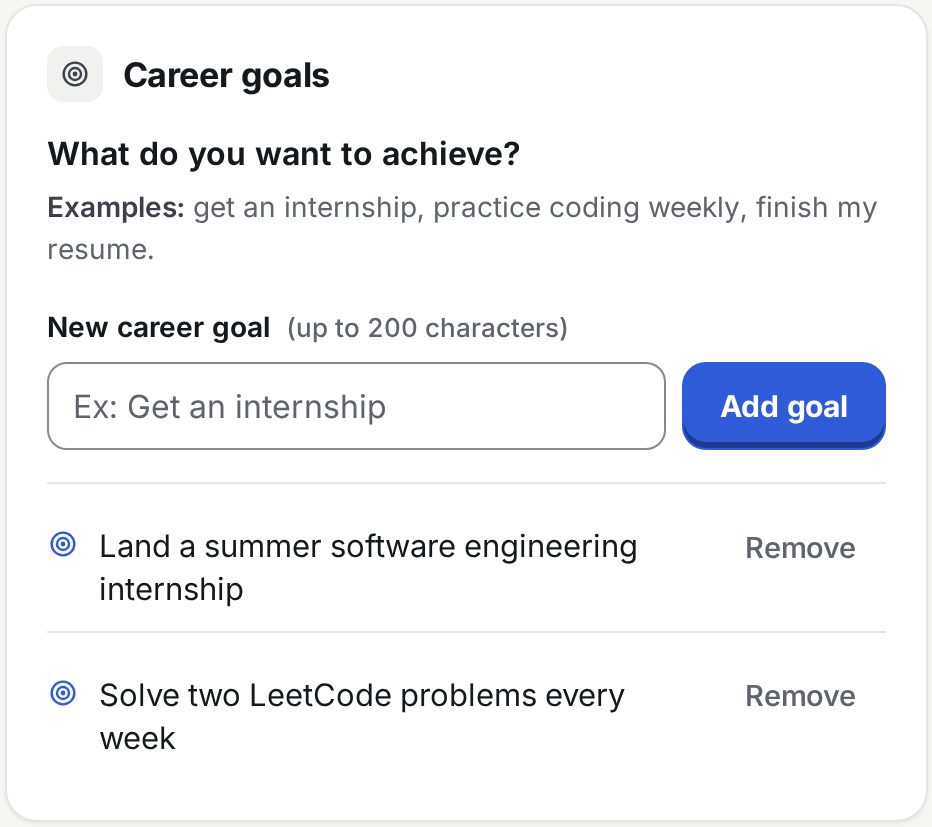 Career goals
What do you want to achieve?
Examples: get an internship, practice coding weekly, finish my
resume.
New career goal (up to 200 characters)
Ex: Get an internship
Add goal
Land a summer software engineering
internship
Remove
Solve two LeetCode problems every
week
Remove